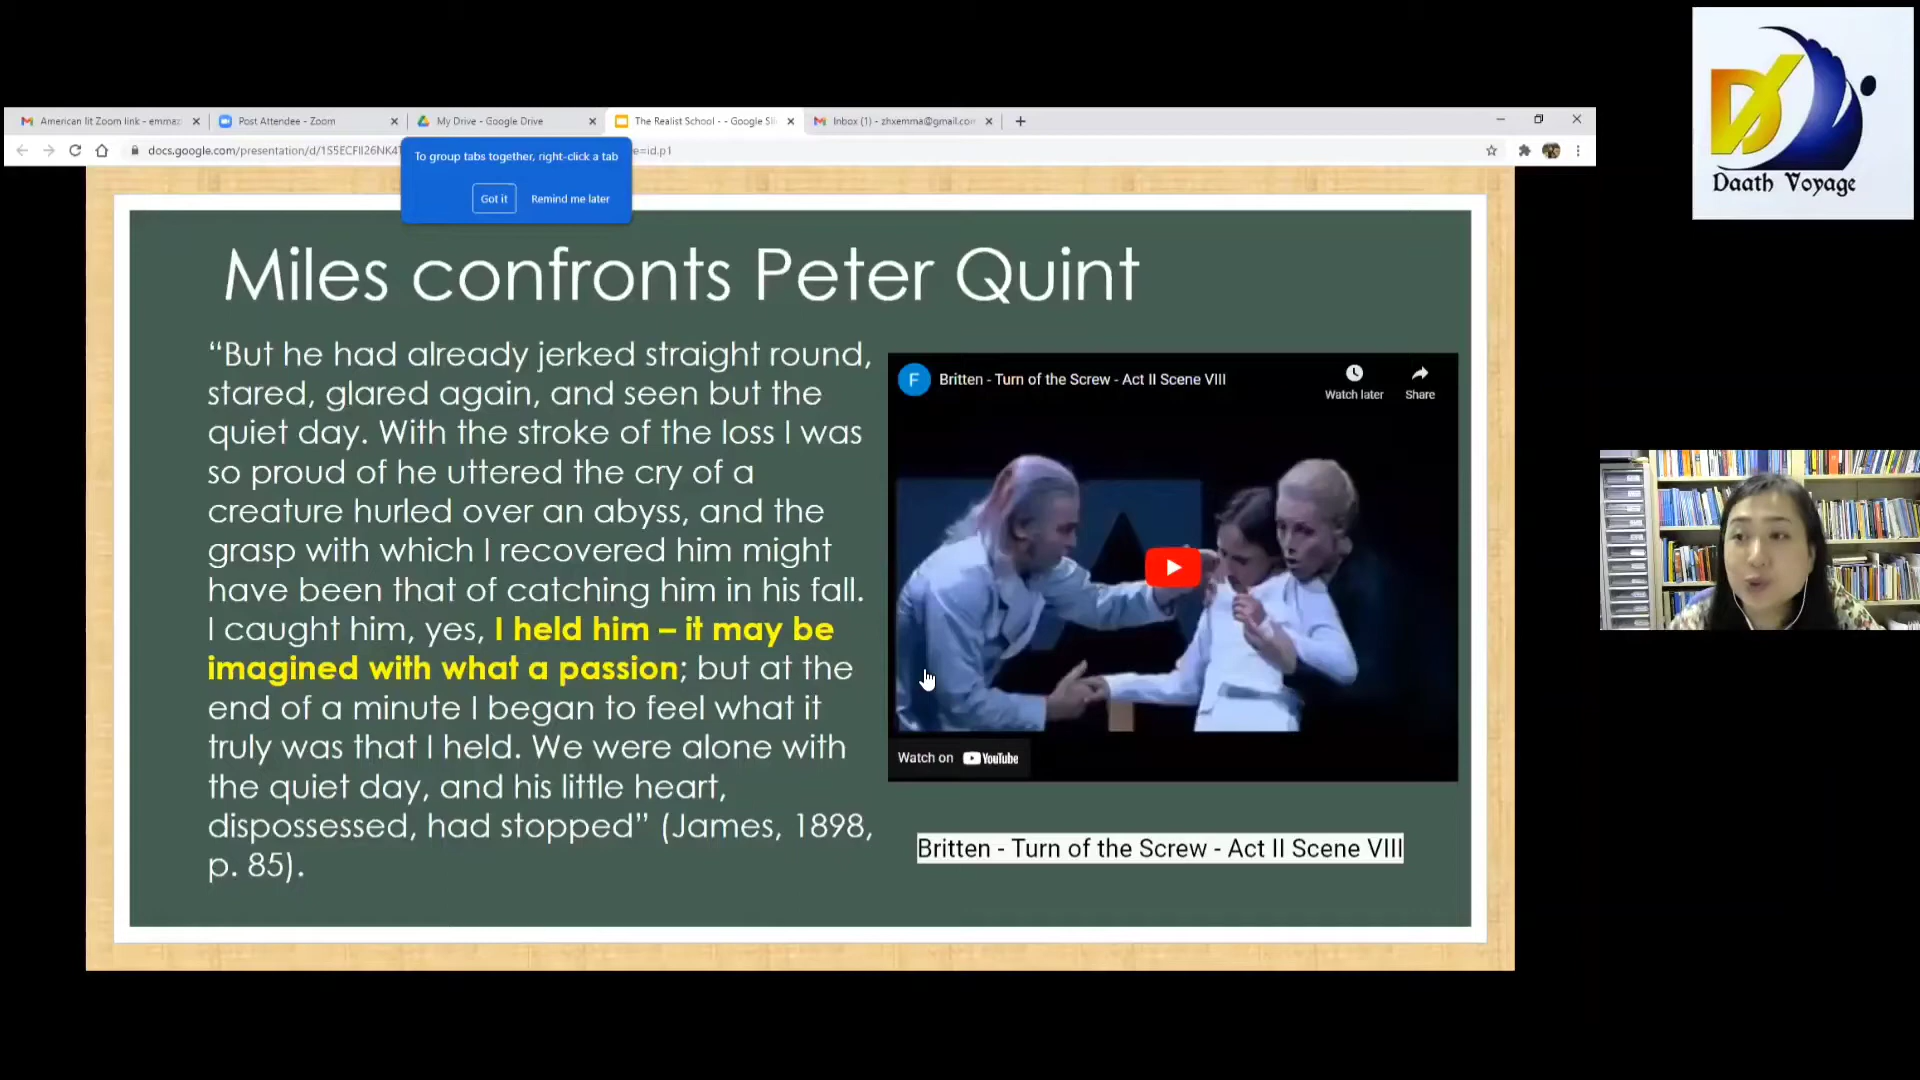 American lit Zoom link - emmaz
Post Attendee - Zoom
My Drive - Google Drive
The Realist School - - Google Sli
Inbox (1) - zhxemma@gmail.con
docs.google.com/presentation/d/1S5ECFII26NK4
=id.p1
To group tabs together, right-click a tab
Got it
Remind me later
Daath Voyage
Miles confronts Peter Quint
“But he had already jerked straight round,
stared, glared again, and seen but the
quiet day. With the stroke of the loss I was
so proud of he uttered the cry of a
creature hurled over an abyss, and the
grasp with which I recovered him might
have been that of catching him in his fall.
I caught him, yes, I held him – it may be
imagined with what a passion; but at the
end of a minute I began to feel what it
truly was that I held. We were alone with
the quiet day, and his little heart,
dispossessed, had stopped” (James, 1898,
p. 85).
F
Britten - Turn of the Screw - Act II Scene VIII
Watch later
Share
Watch on YouTube
Britten - Turn of the Screw - Act II Scene VIII